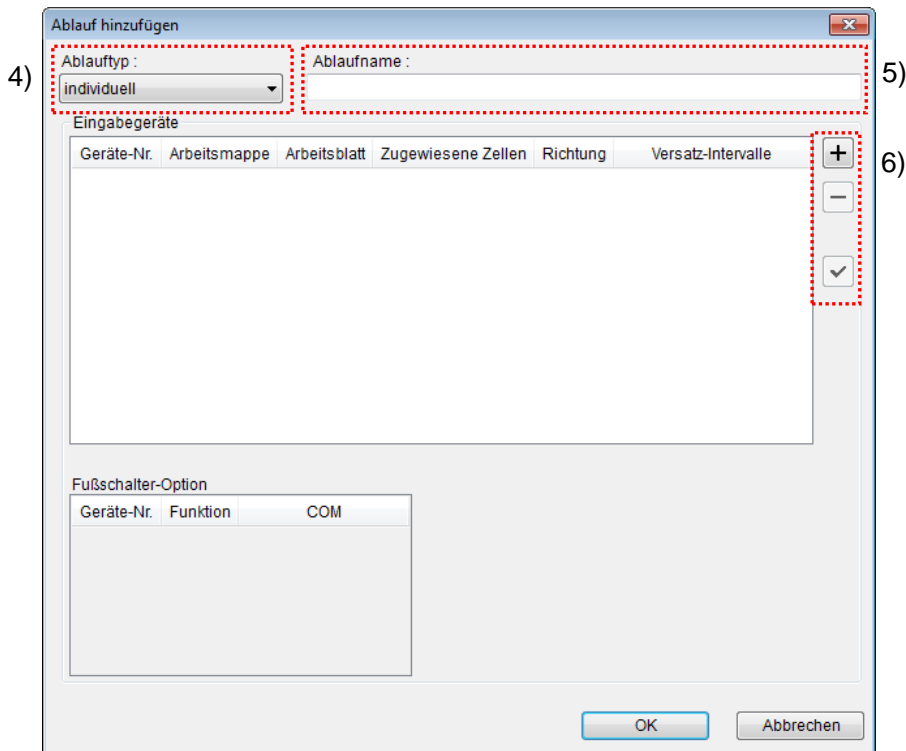 Ablauf hinzufügen
4)
Ablauftyp :
Ablaufname :
5)
individuell
Eingabegeräte
Geräte-Nr. Arbeitsmappe Arbeitsblatt Zugewiesene Zellen Richtung Versatz-Intervalle
6)
Fußschalter-Option
Geräte-Nr. Funktion COM
OK Abbrechen